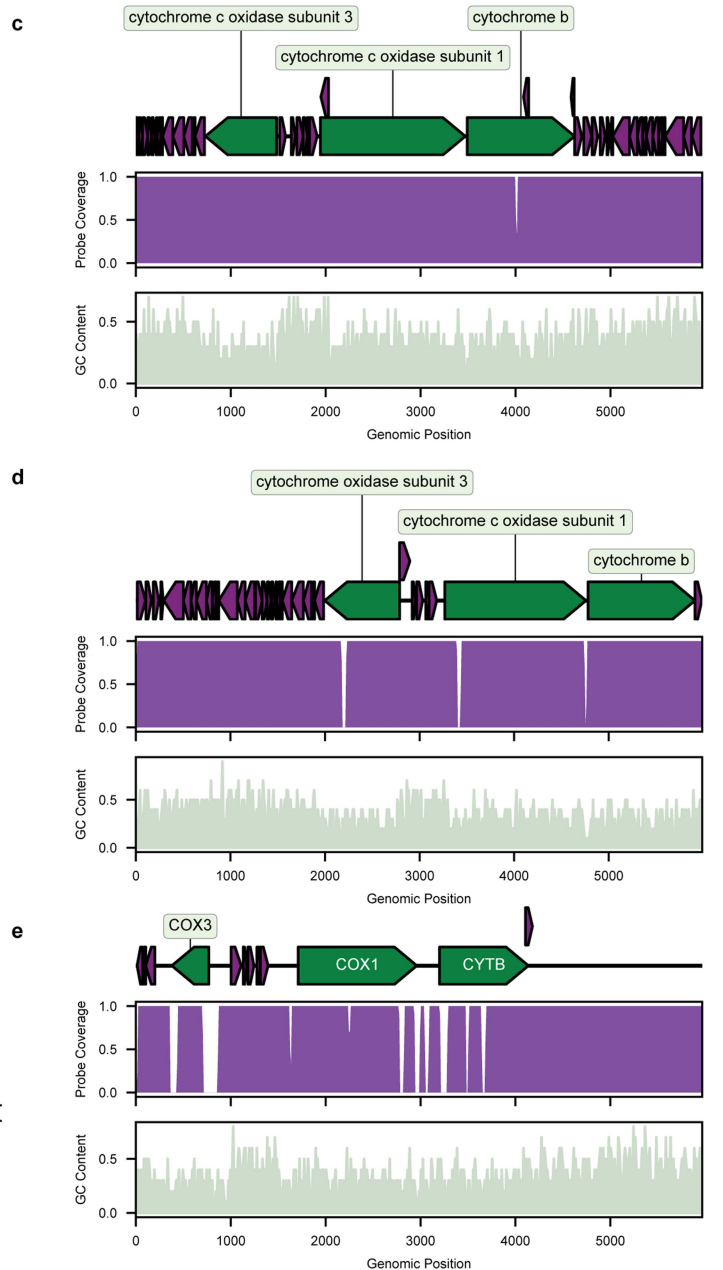 c
cytochrome c oxidase subunit 3
cytochrome b
cytochrome c oxidase subunit 1
Probe Coverage
1.0
0.5
0.0
GC Content
0.5
0.0
0 1000 2000 3000 4000 5000
Genomic Position
d
cytochrome oxidase subunit 3
cytochrome c oxidase subunit 1
cytochrome b
Probe Coverage
1.0
0.5
0.0
GC Content
0.5
0.0
0 1000 2000 3000 4000 5000
Genomic Position
e
COX3
COX1 CYTB
Probe Coverage
1.0
0.5
0.0
GC Content
0.5
0.0
0 1000 2000 3000 4000 5000
Genomic Position